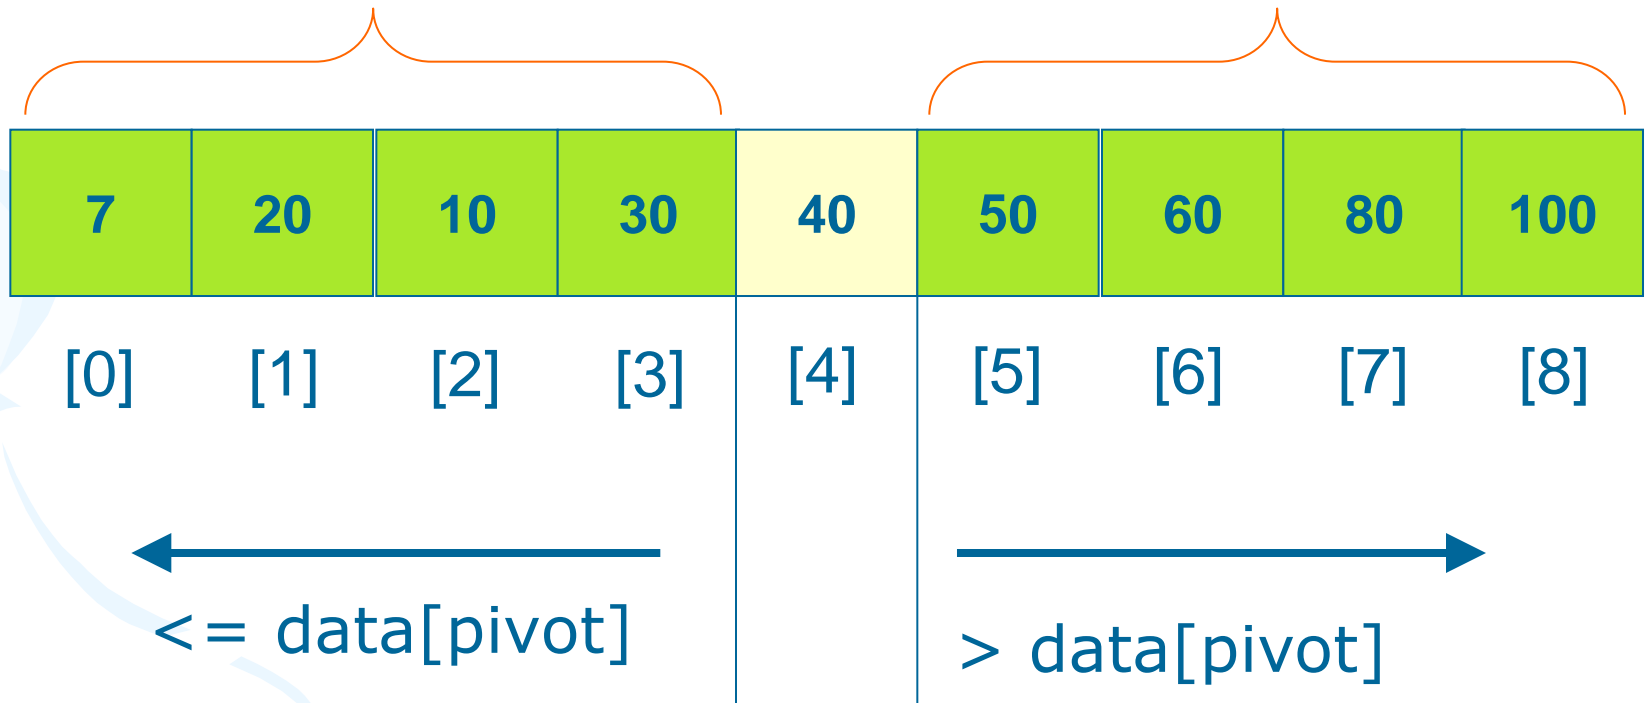 7 20 10 30 40 50 60 80 100
[0] [1] [2] [3] [4] [5] [6] [7] [8]
<= data[pivot] > data[pivot]